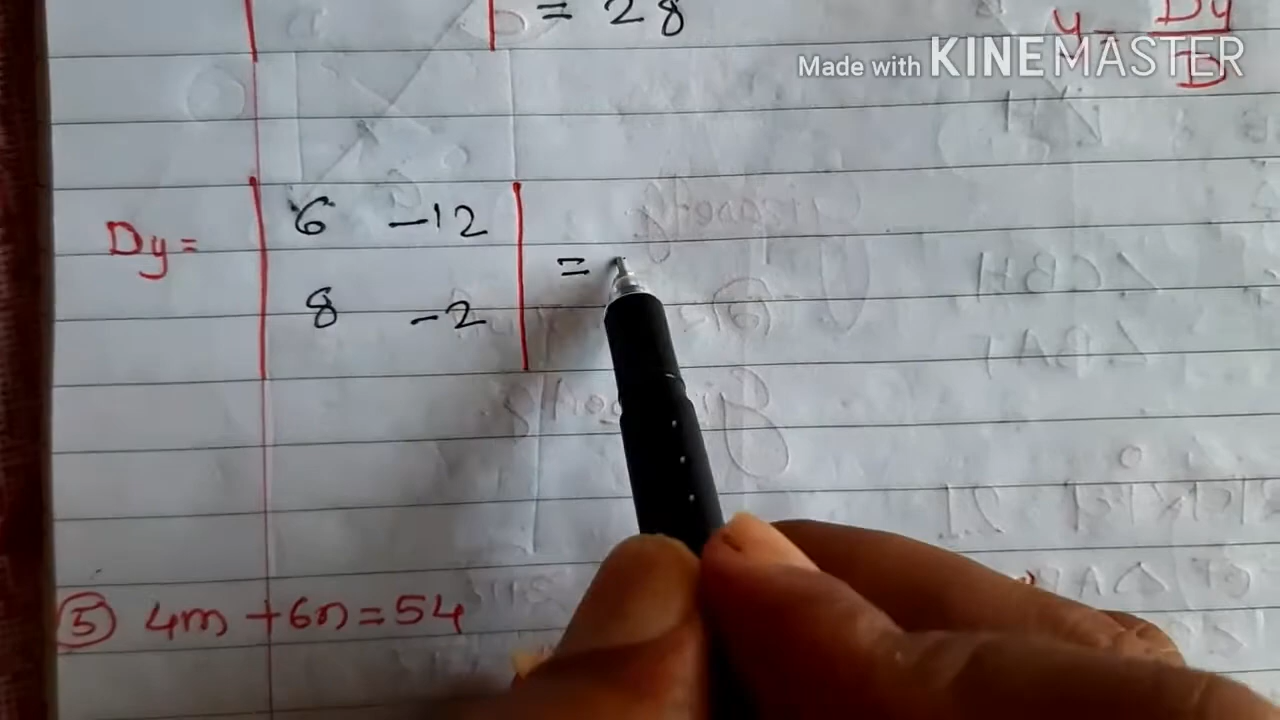 = 28
y = Dy/D
Made with KINEMASTER
Dy = | 6 -12 |
| 8 -2 | =
⑤ 4m + 6n = 54